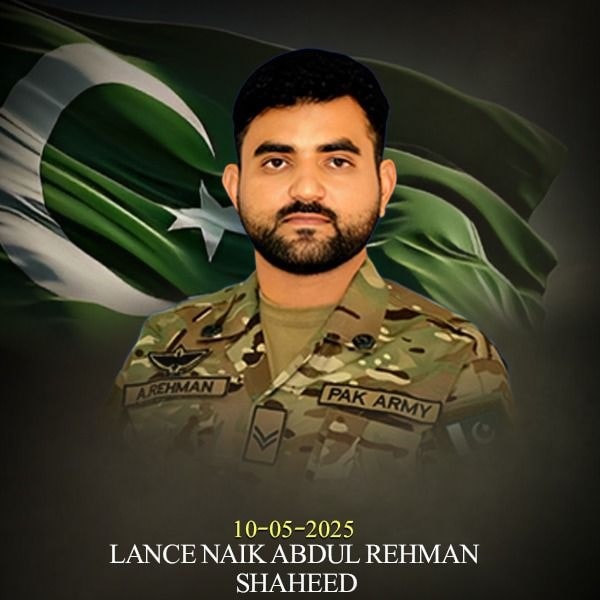 A.REHMAN
PAK ARMY
10-05-2025
LANCE NAIK ABDUL REHMAN
SHAHEED